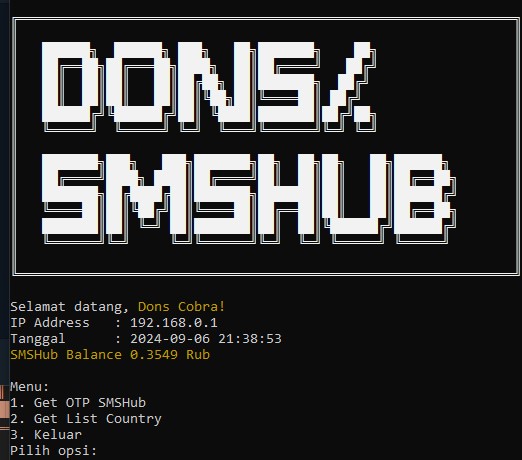 DONS/
SMSHUB
Selamat datang, Dons Cobra!
IP Address   : 192.168.0.1
Tanggal      : 2024-09-06 21:38:53
SMSHub Balance 0.3549 Rub
Menu:
1. Get OTP SMSHub
2. Get List Country
3. Keluar
Pilih opsi: